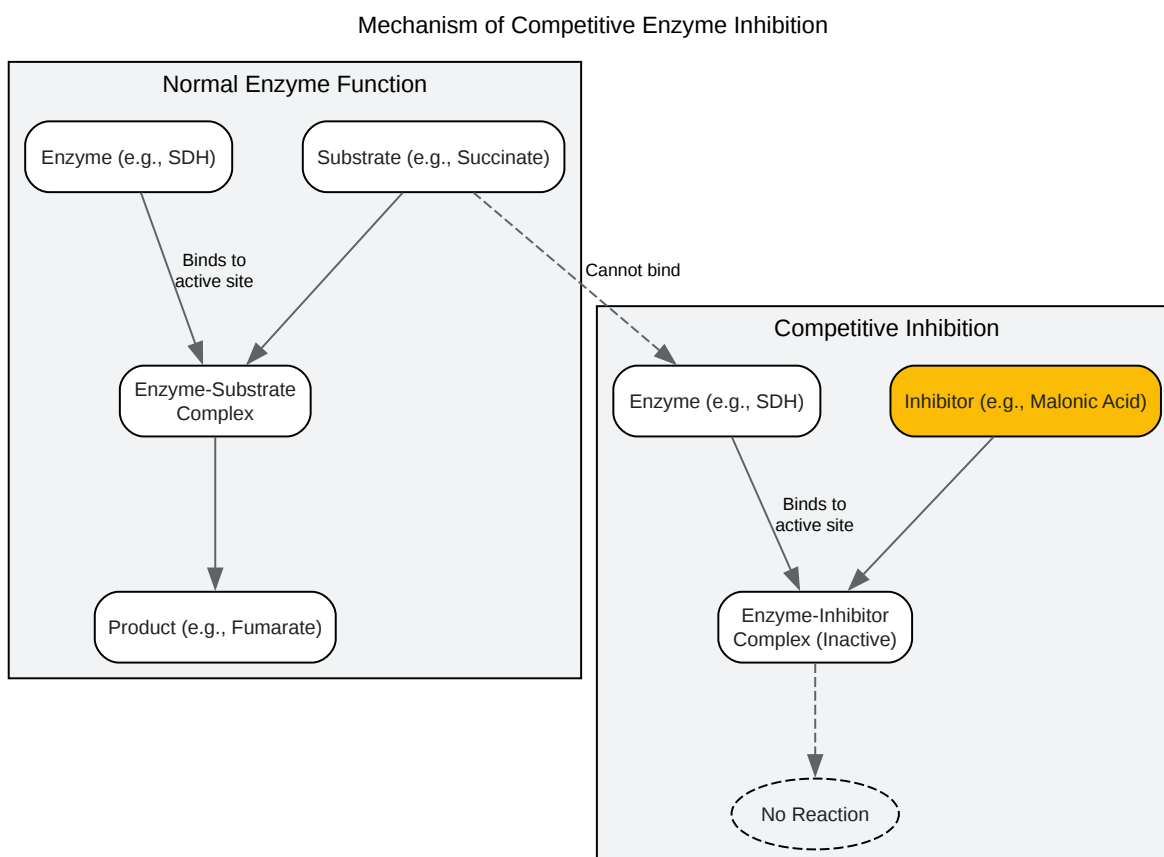 Mechanism of Competitive Enzyme Inhibition
Normal Enzyme Function
Enzyme (e.g., SDH)
Substrate (e.g., Succinate)
Binds to
active site
Cannot bind
Enzyme-Substrate
Complex
Product (e.g., Fumarate)
Competitive Inhibition
Enzyme (e.g., SDH)
Inhibitor (e.g., Malonic Acid)
Binds to
active site
Enzyme-Inhibitor
Complex (Inactive)
No Reaction